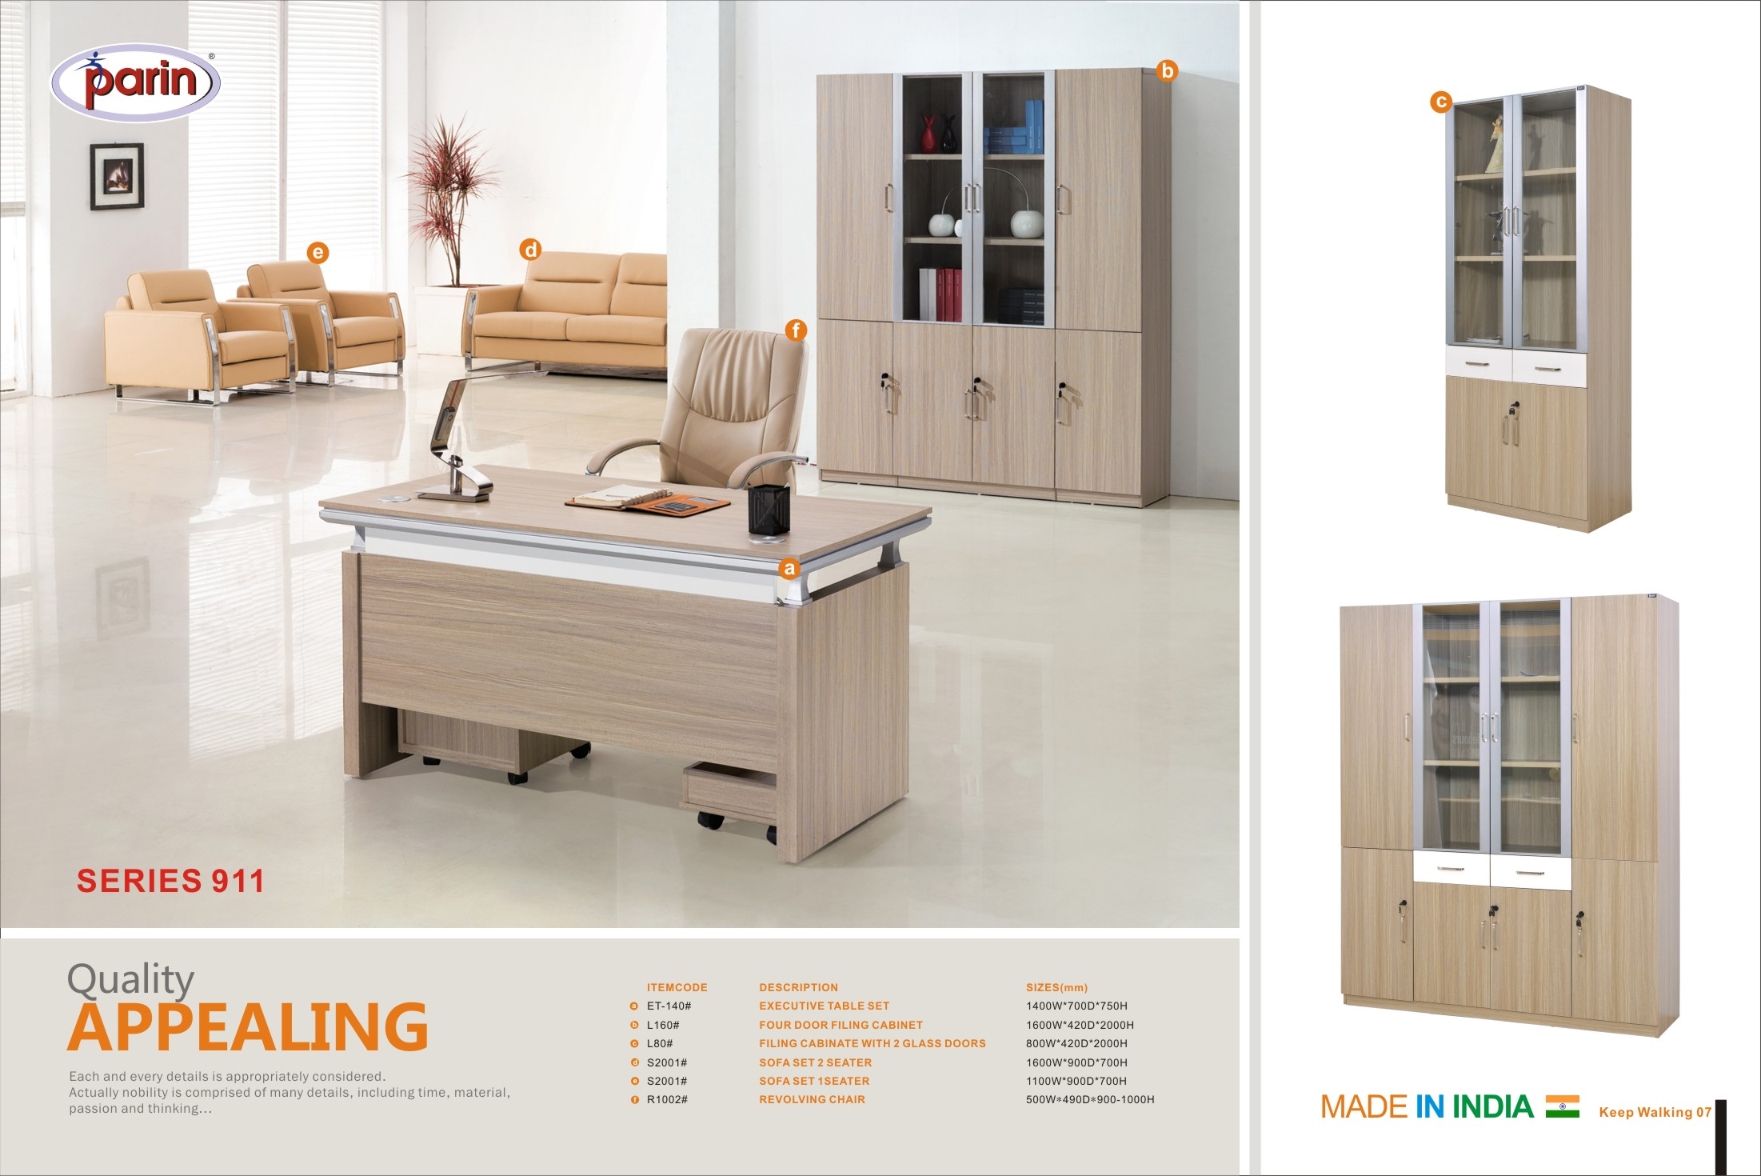 parin®
b
c
e
d
f
a
SERIES 911
Quality
APPEALING
Each and every details is appropriately considered.
Actually nobility is comprised of many details, including time, material,
passion and thinking...
ITEMCODE DESCRIPTION SIZES(mm)
a ET-140# EXECUTIVE TABLE SET 1400W*700D*750H
b L160# FOUR DOOR FILING CABINET 1600W*420D*2000H
c L80# FILING CABINATE WITH 2 GLASS DOORS 800W*420D*2000H
d S2001# SOFA SET 2 SEATER 1600W*900D*700H
e S2001# SOFA SET 1SEATER 1100W*900D*700H
f R1002# REVOLVING CHAIR 500W*490D*900-1000H
MADE IN INDIA
Keep Walking 07